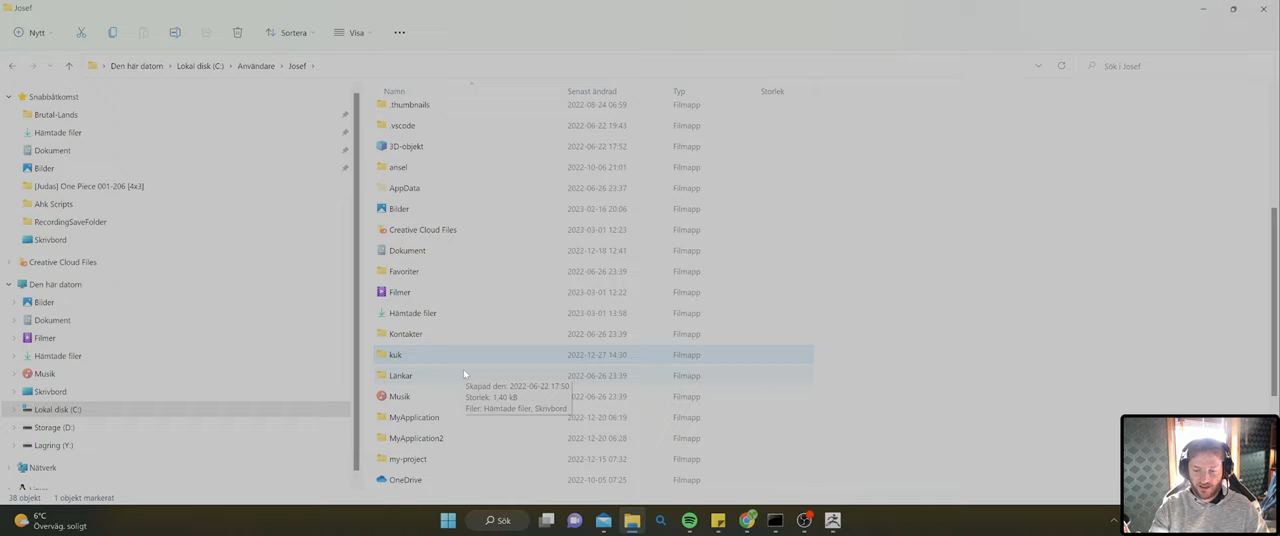 Josef
Nytt
Sortera
Visa
Den här datorn > Lokal disk (C:) > Användare > Josef >
Sök i Josef
Snabbåtkomst
Brutal-Lands
Hämtade filer
Dokument
Bilder
[Judas] One Piece 001-206 [4x3]
Ahk Scripts
RecordingSaveFolder
Skrivbord
Creative Cloud Files
Den här datorn
Bilder
Dokument
Filmer
Hämtade filer
Musik
Skrivbord
Lokal disk (C:)
Storage (D:)
Lagring (Y:)
Nätverk
Namn Senast ändrad Typ Storlek
.thumbnails 2022-08-24 06:59 Filmapp
.vscode 2022-06-22 19:43 Filmapp
3D-objekt 2022-06-22 17:52 Filmapp
ansel 2022-10-06 21:01 Filmapp
AppData 2022-06-26 23:37 Filmapp
Bilder 2023-02-16 20:06 Filmapp
Creative Cloud Files 2023-03-01 12:23 Filmapp
Dokument 2022-12-18 12:41 Filmapp
Favoriter 2022-06-26 23:39 Filmapp
Filmer 2023-03-01 12:22 Filmapp
Hämtade filer 2023-03-01 13:58 Filmapp
Kontakter 2022-06-26 23:39 Filmapp
kuk 2022-12-27 14:30 Filmapp
Länkar 2022-06-26 23:39 Filmapp
Skapad den: 2022-06-22 17:50
Storlek: 1,40 kB
Filer: Hämtade filer, Skrivbord
Musik 23:39 Filmapp
MyApplication 2022-12-20 06:19 Filmapp
MyApplication2 2022-12-20 06:28 Filmapp
my-project 2022-12-15 07:32 Filmapp
OneDrive 2022-10-05 07:25 Filmapp
38 objekt 1 objekt markerat
6°C
Överväg. soligt
Sök